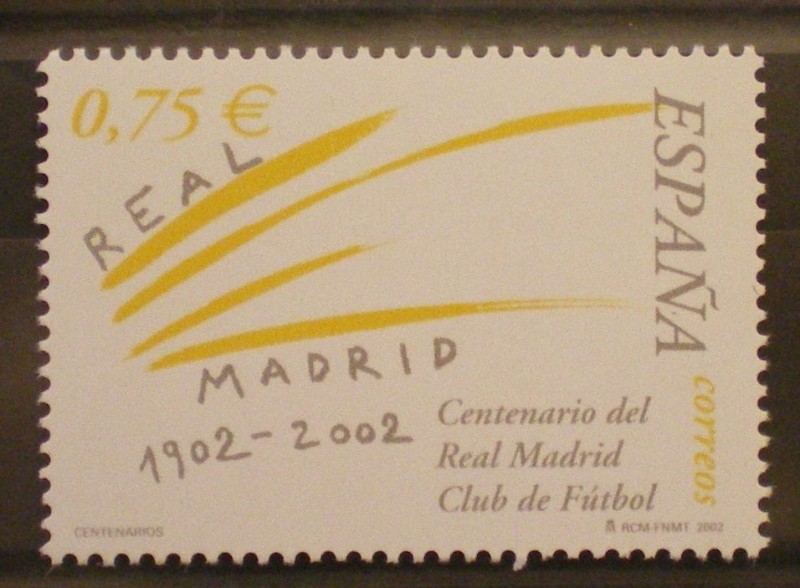 0,75 €
REAL
ESPAÑA
MADRID
1902-2002
correos
Centenario del
Real Madrid
Club de Fútbol
CENTENARIOS
RCM-FNMT 2002